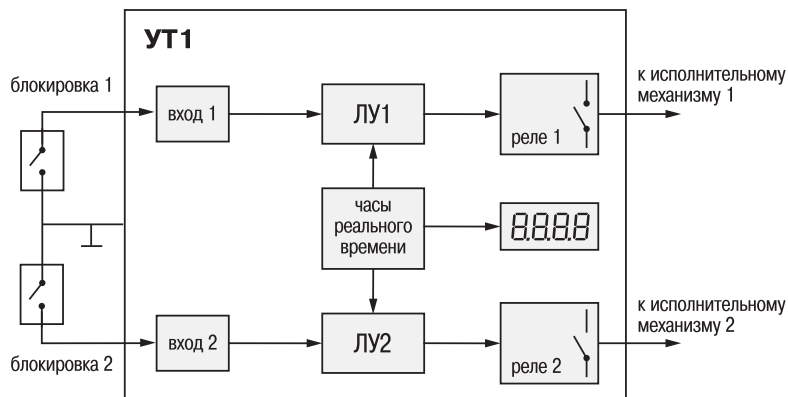 УТ1
блокировка 1
вход 1
ЛУ1
реле 1
к исполнительному
механизму 1
часы
реального
времени
8.8.8.8
вход 2
ЛУ2
реле 2
к исполнительному
механизму 2
блокировка 2